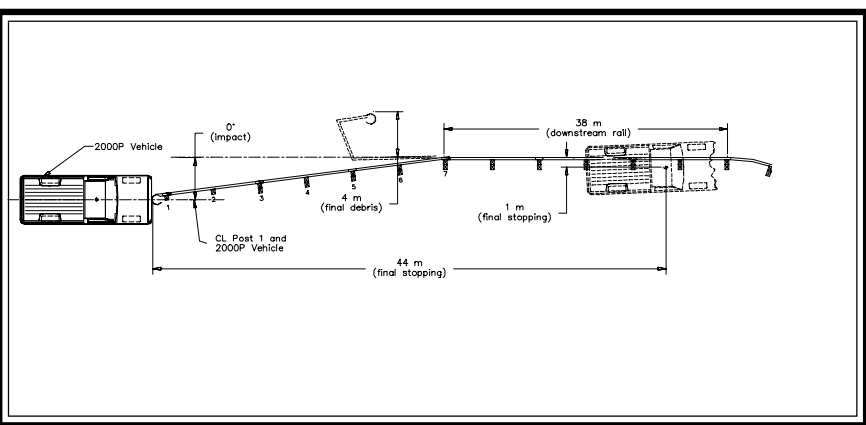 2000P Vehicle
0°
(impact)
38 m
(downstream rail)
1
2
3
4
5
6
7
4 m
(final debris)
1 m
(final stopping)
CL Post 1 and
2000P Vehicle
44 m
(final stopping)